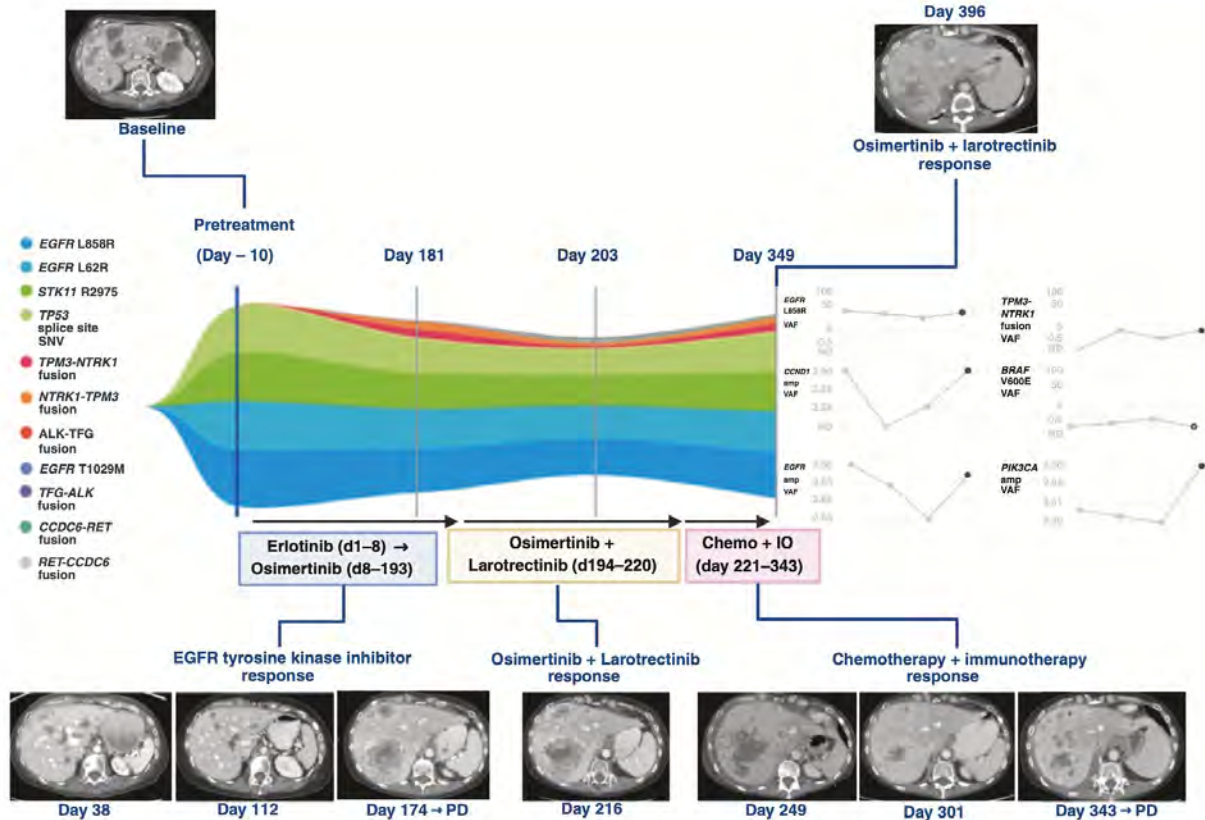 Day 396
Baseline
Osimertinib + larotrectinib
response
Pretreatment
(Day – 10)
Day 181
Day 203
Day 349
EGFR L858R
EGFR L62R
STK11 R2975
TP53
splice site
SNV
TPM3-NTRK1
fusion
NTRK1-TPM3
fusion
ALK-TFG
fusion
EGFR T1029M
TFG-ALK
fusion
CCDC6-RET
fusion
RET-CCDC6
fusion
EGFR
L858R
VAF
CCND1
amp
VAF
EGFR
amp
VAF
TPM3-
NTRK1
fusion
VAF
BRAF
V600E
VAF
PIK3CA
amp
VAF
Erlotinib (d1–8) →
Osimertinib (d8–193)
Osimertinib +
Larotrectinib (d194–220)
Chemo + IO
(day 221–343)
EGFR tyrosine kinase inhibitor
response
Osimertinib + Larotrectinib
response
Chemotherapy + immunotherapy
response
Day 38
Day 112
Day 174 → PD
Day 216
Day 249
Day 301
Day 343 → PD